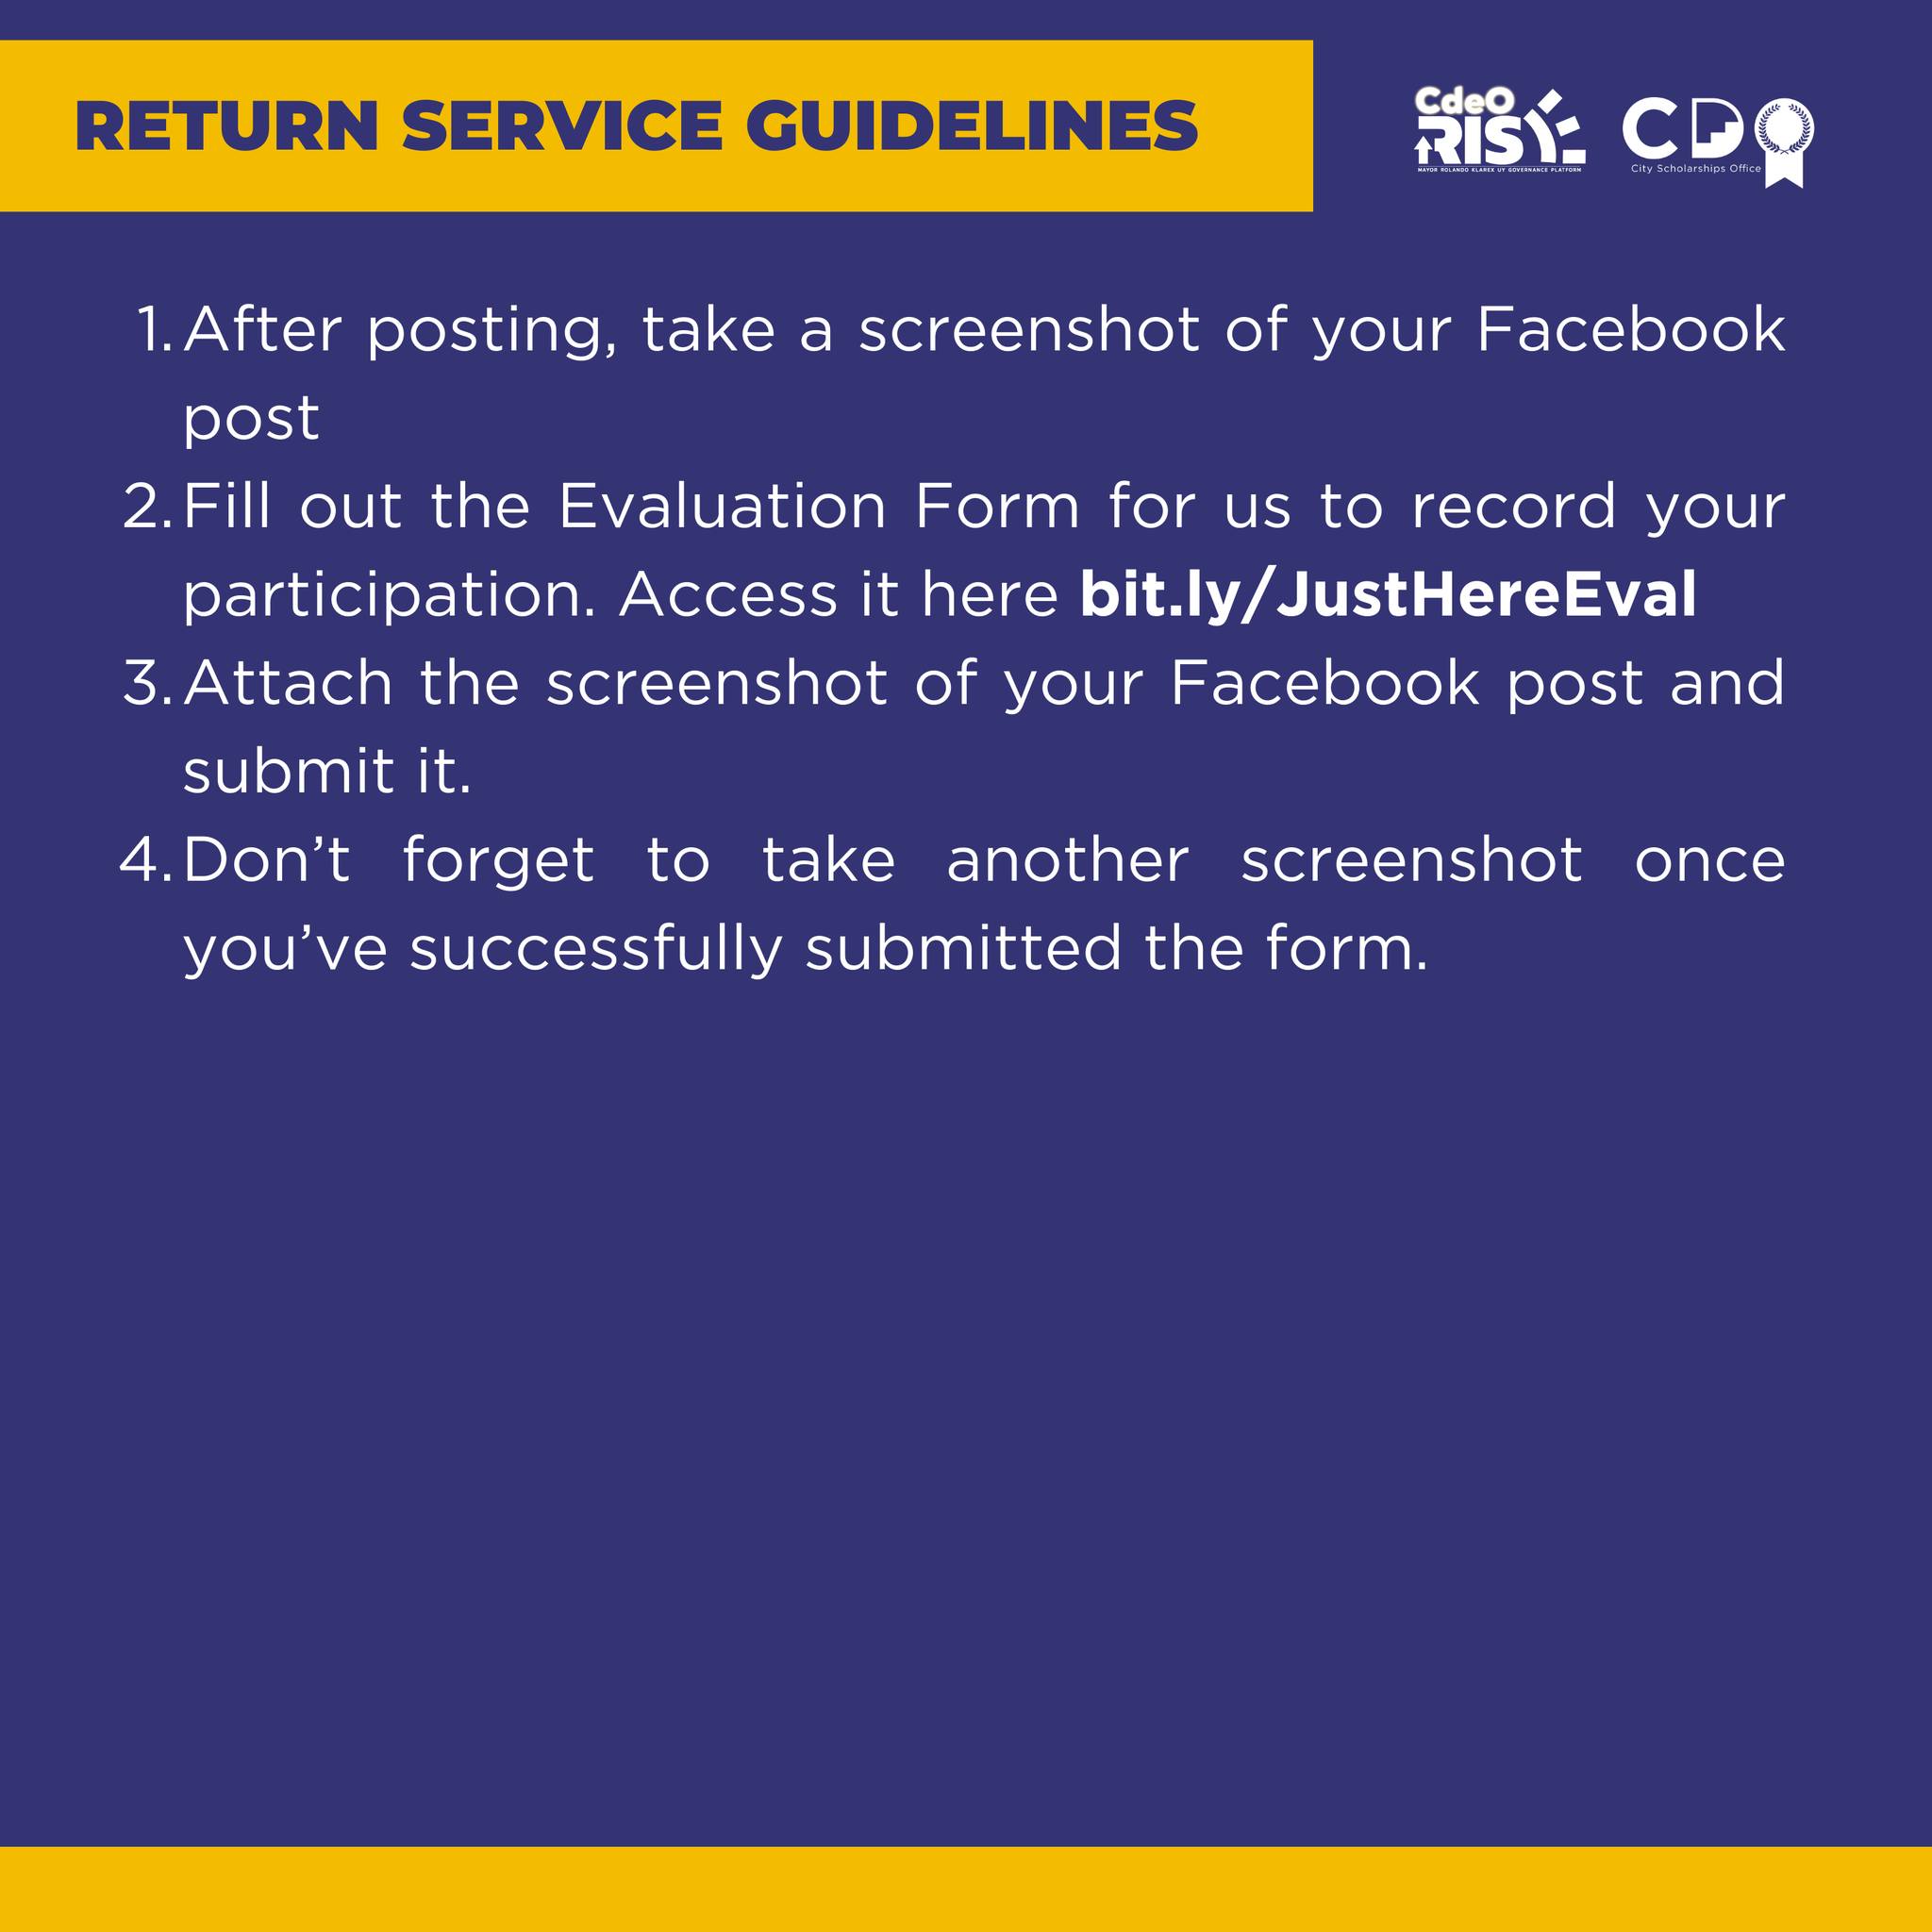 RETURN SERVICE GUIDELINES
CdeO
RISE
MAYOR ROLANDO KLAREX UY GOVERNANCE PLATFORM
CDO
City Scholarships Office
1. After posting, take a screenshot of your Facebook
post
2. Fill out the Evaluation Form for us to record your
participation. Access it here bit.ly/JustHereEval
3. Attach the screenshot of your Facebook post and
submit it.
4. Don’t forget to take another screenshot once
you’ve successfully submitted the form.